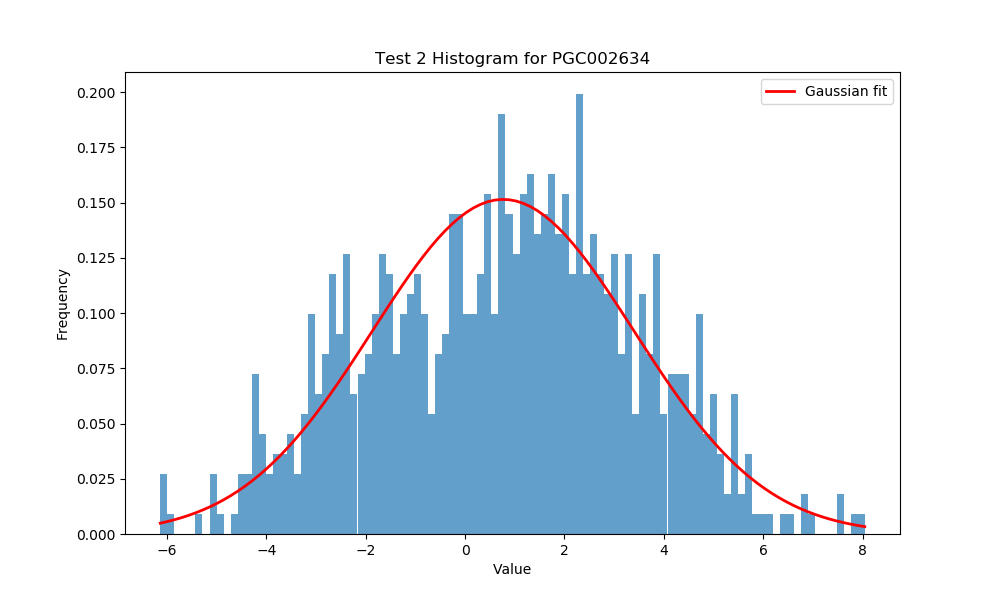 Test 2 Histogram for PGC002634
Gaussian fit
0.200
0.175
0.150
0.125
0.100
0.075
0.050
0.025
0.000
Frequency
−6 −4 −2 0 2 4 6 8
Value